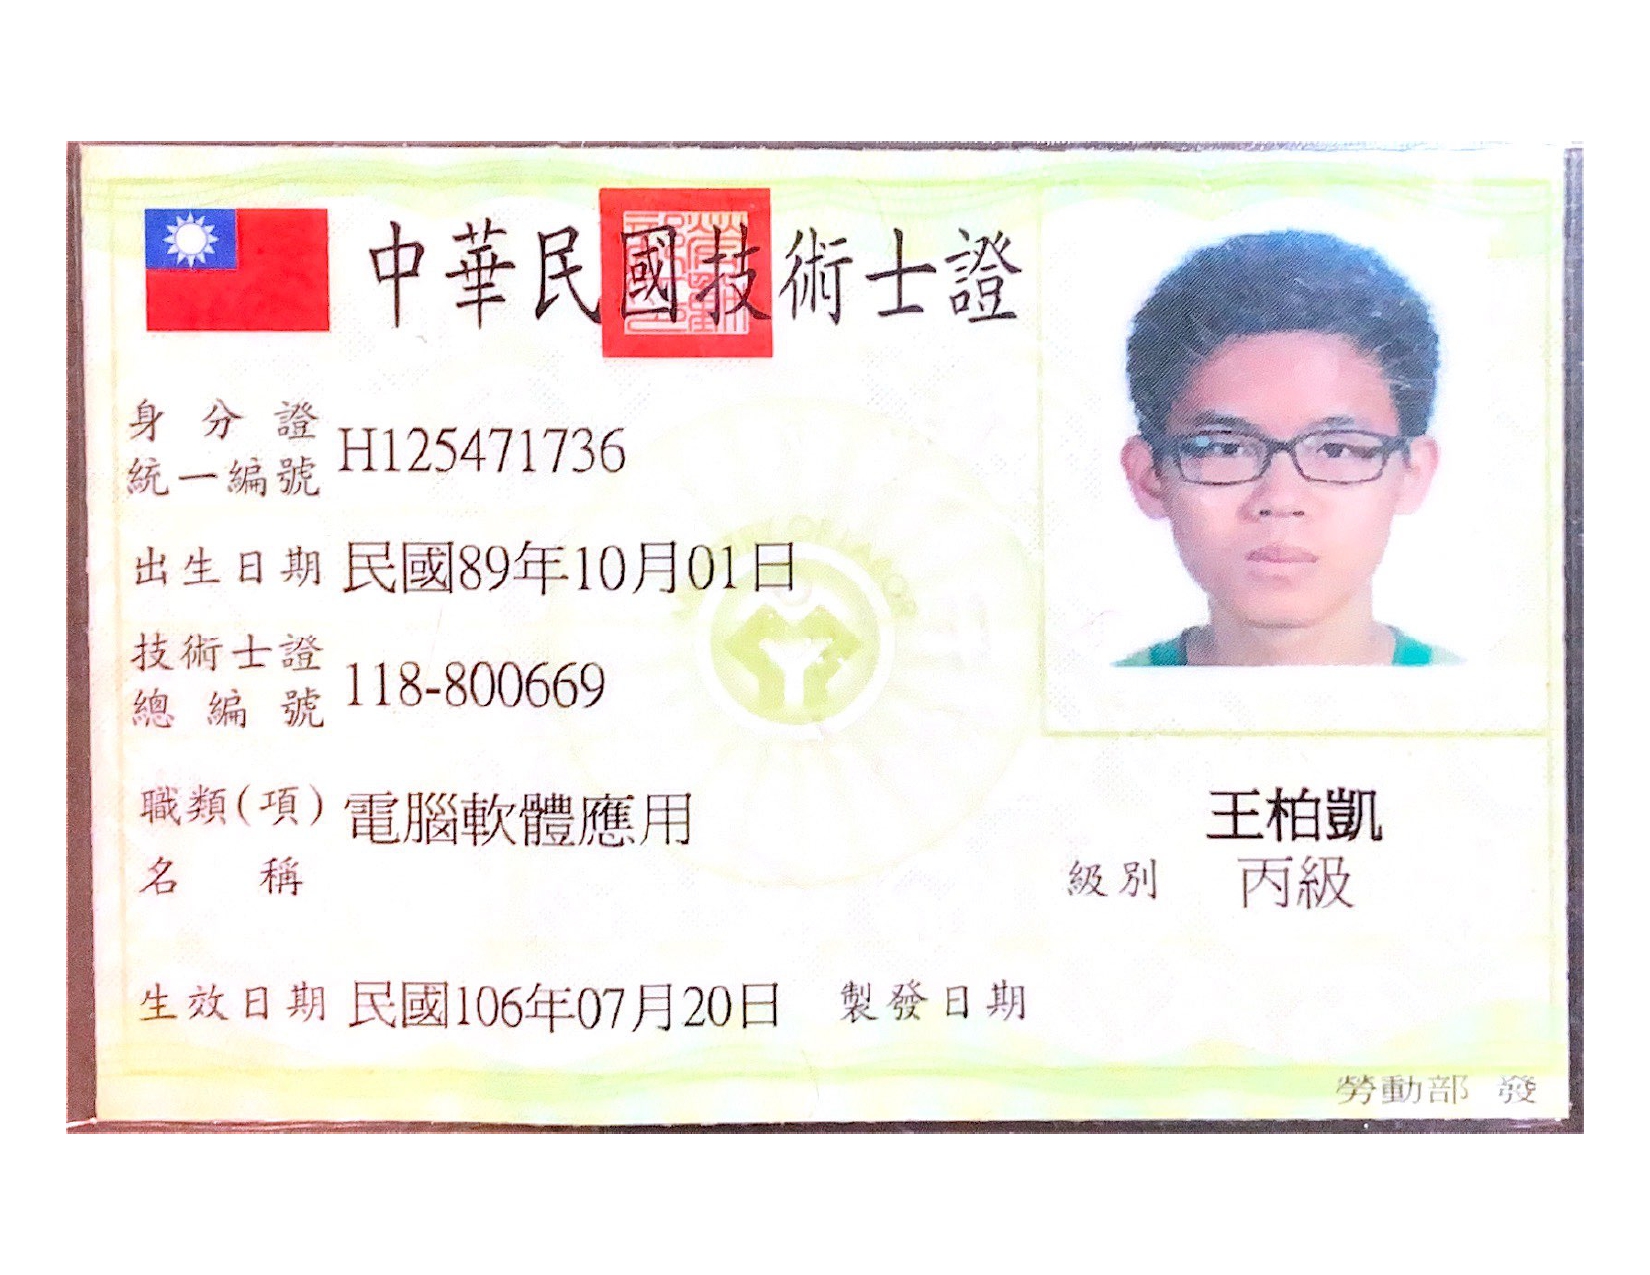 中華民國技術士證
身分證
統一編號 H125471736
出生日期 民國89年10月01日
技術士證
總編號 118-800669
職類(項) 電腦軟體應用
名稱
王柏凱
級別 丙級
生效日期 民國106年07月20日 製發日期
勞動部 發